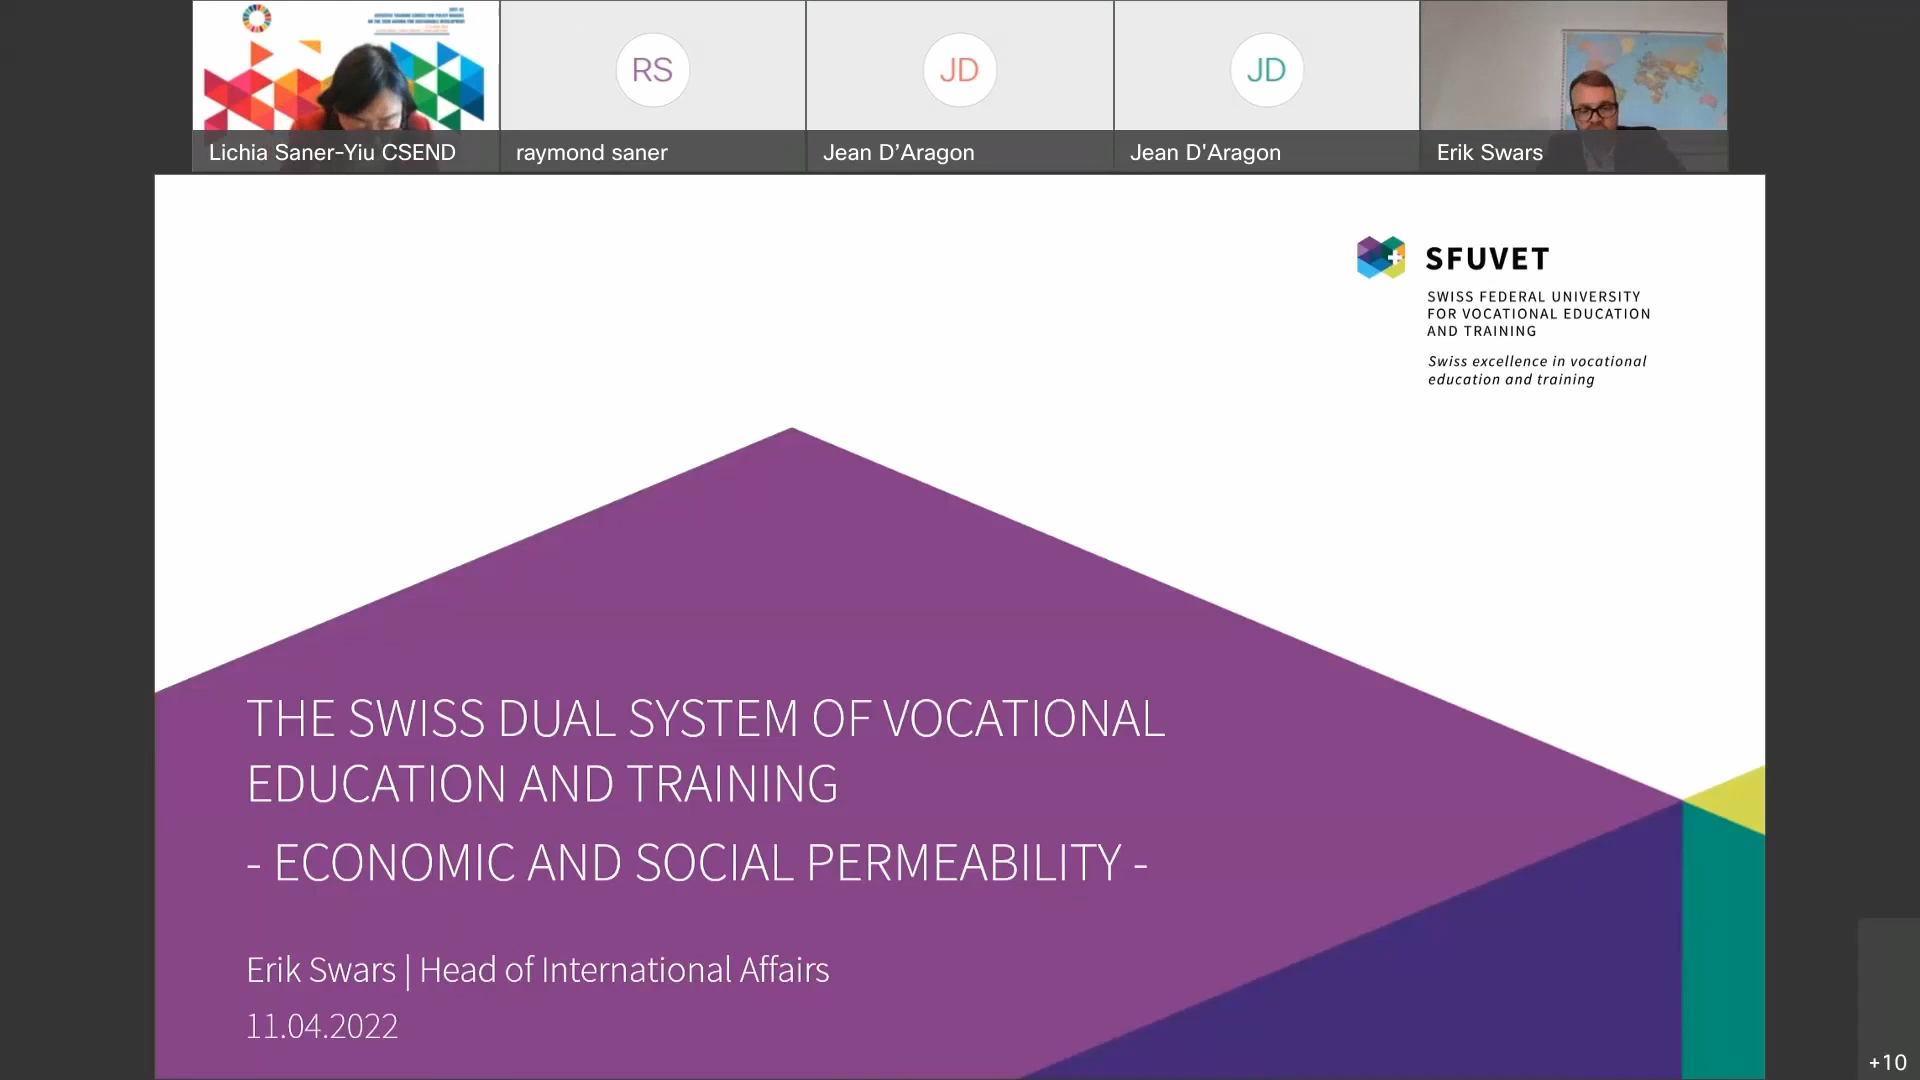 RS
JD
JD
Lichia Saner-Yiu CSEND
raymond saner
Jean D’Aragon
Jean D'Aragon
Erik Swars
SFUVET
SWISS FEDERAL UNIVERSITY
FOR VOCATIONAL EDUCATION
AND TRAINING
Swiss excellence in vocational
education and training
THE SWISS DUAL SYSTEM OF VOCATIONAL
EDUCATION AND TRAINING
- ECONOMIC AND SOCIAL PERMEABILITY -
Erik Swars | Head of International Affairs
11.04.2022
+10